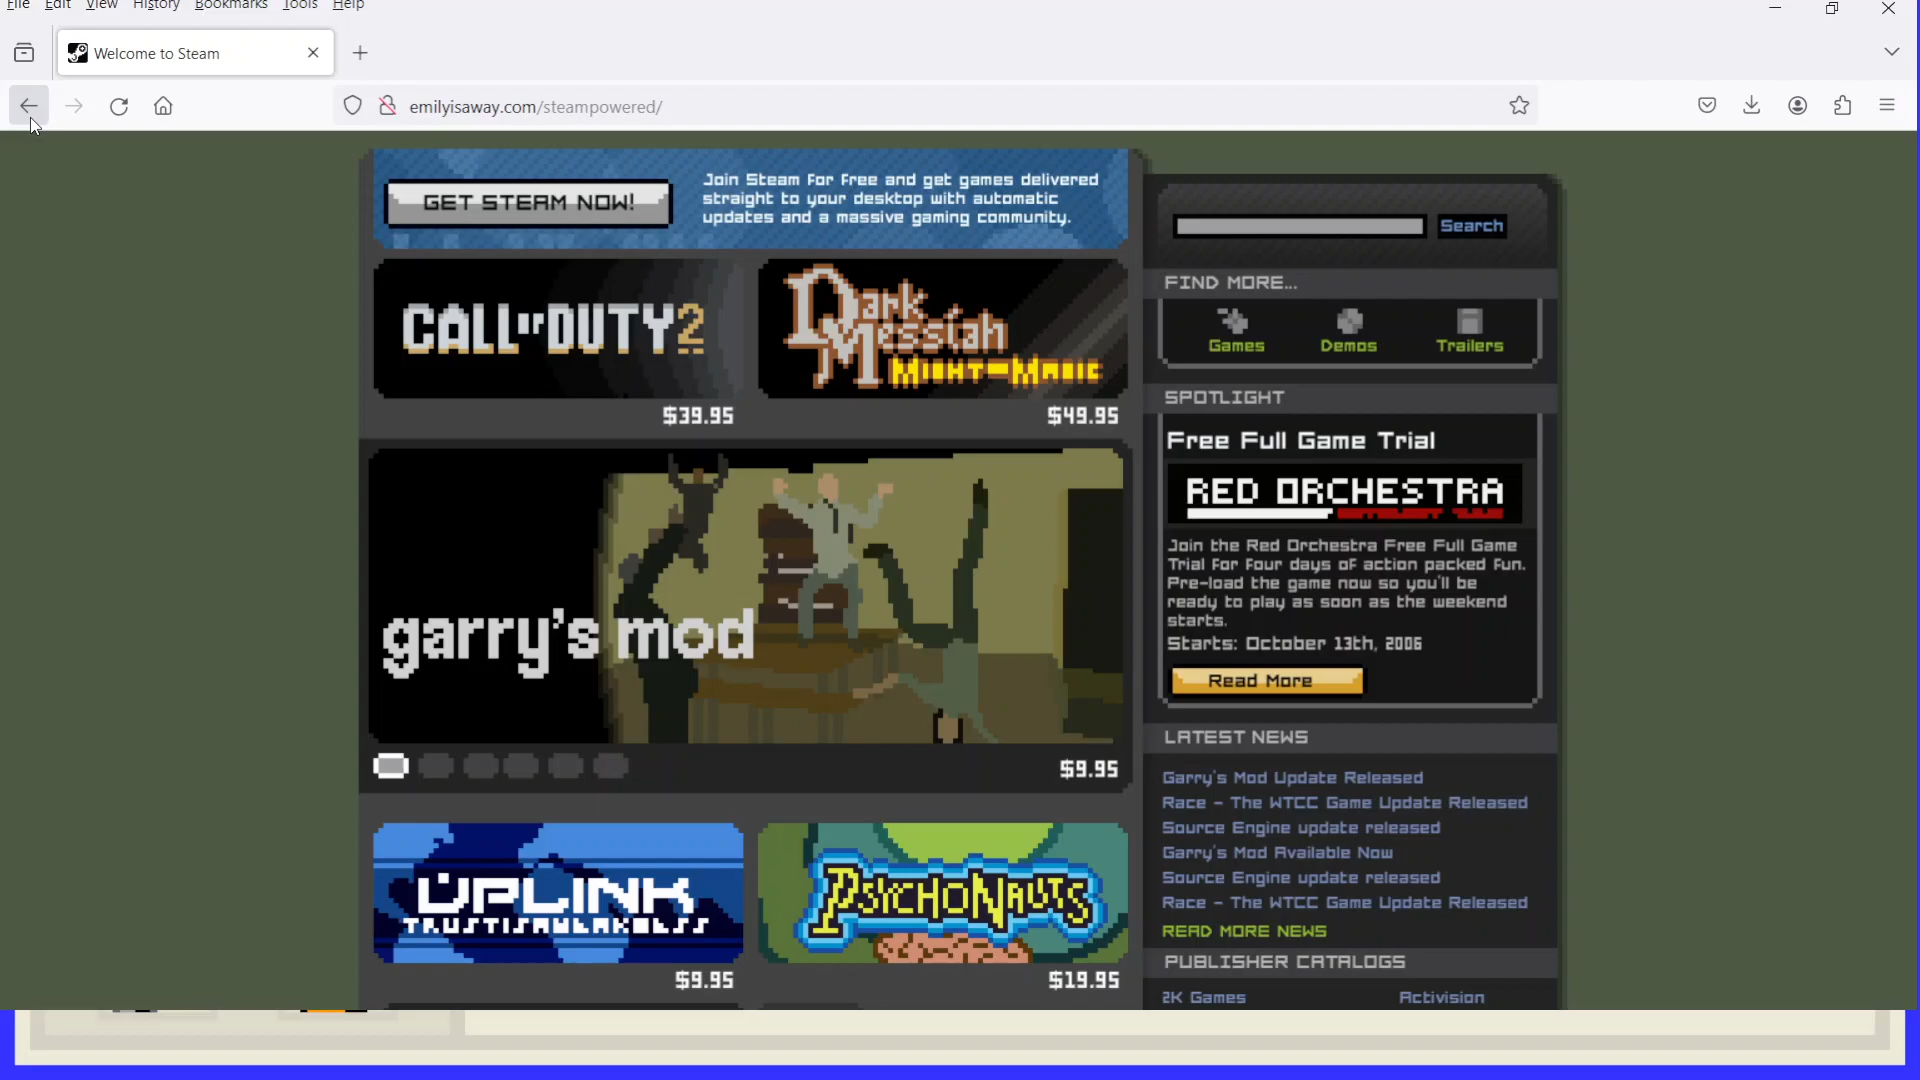 File Edit View History Bookmarks Tools Help
Welcome to Steam
emilyisaway.com/steampowered/
GET STEAM NOW!
Join Steam for free and get games delivered
straight to your desktop with automatic
updates and a massive gaming community.
CALL OF DUTY 2
$39.95
Dark
Messiah
MIGHT AND MAGIC
$49.95
garry's mod
$9.95
UPLINK
TRUSTISAWEAKNESS
$9.95
PSYCHONAUTS
$19.95
Search
FIND MORE...
Games Demos Trailers
SPOTLIGHT
Free Full Game Trial
RED ORCHESTRA
Join the Red Orchestra Free Full Game
Trial for four days of action packed fun.
Pre-load the game now so you'll be
ready to play as soon as the weekend
starts.
Starts: October 13th, 2006
Read More
LATEST NEWS
Garry's Mod Update Released
Race - The WTCC Game Update Released
Source Engine update released
Garry's Mod Available Now
Source Engine update released
Race - The WTCC Game Update Released
READ MORE NEWS
PUBLISHER CATALOGS
2K Games Activision